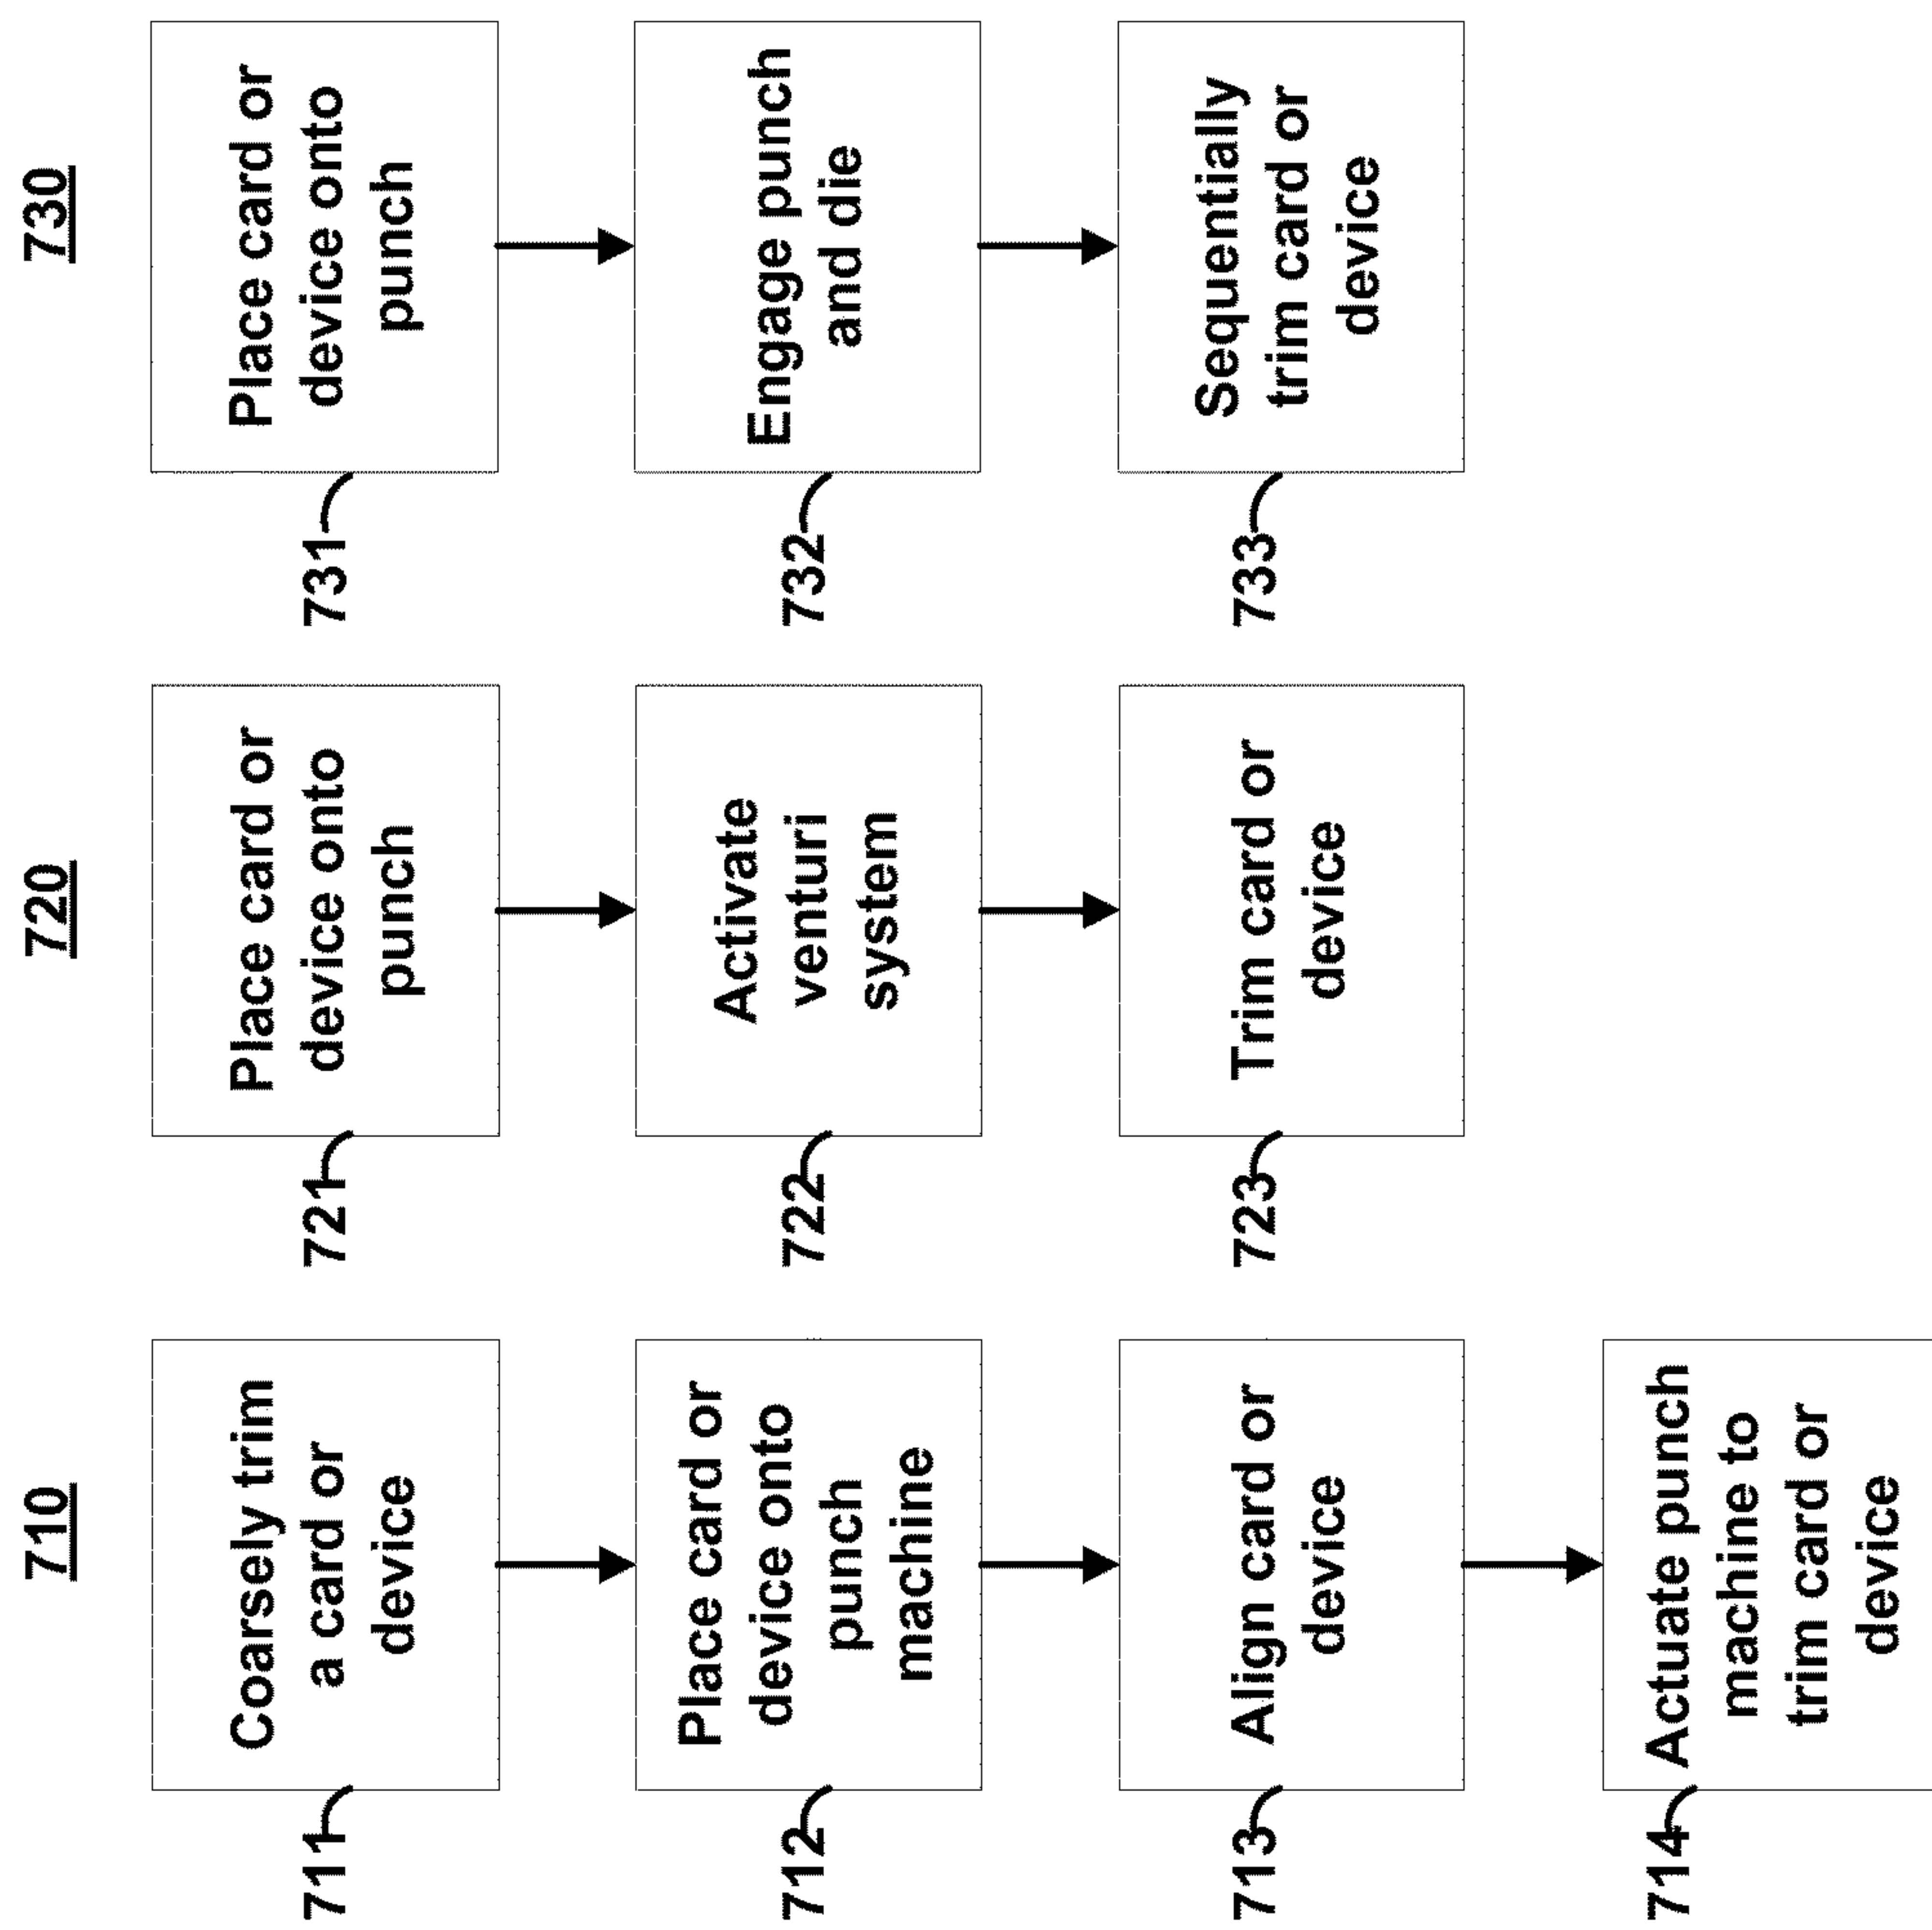 710
711
Coarsely trim
a card or
device
712
Place card or
device onto
punch
machine
713
Align card or
device
714
Actuate punch
machine to
trim card or
device
720
721
Place card or
device onto
punch
722
Activate
venturi
system
723
Trim card or
device
730
731
Place card or
device onto
punch
732
Engage punch
and die
733
Sequentially
trim card or
device